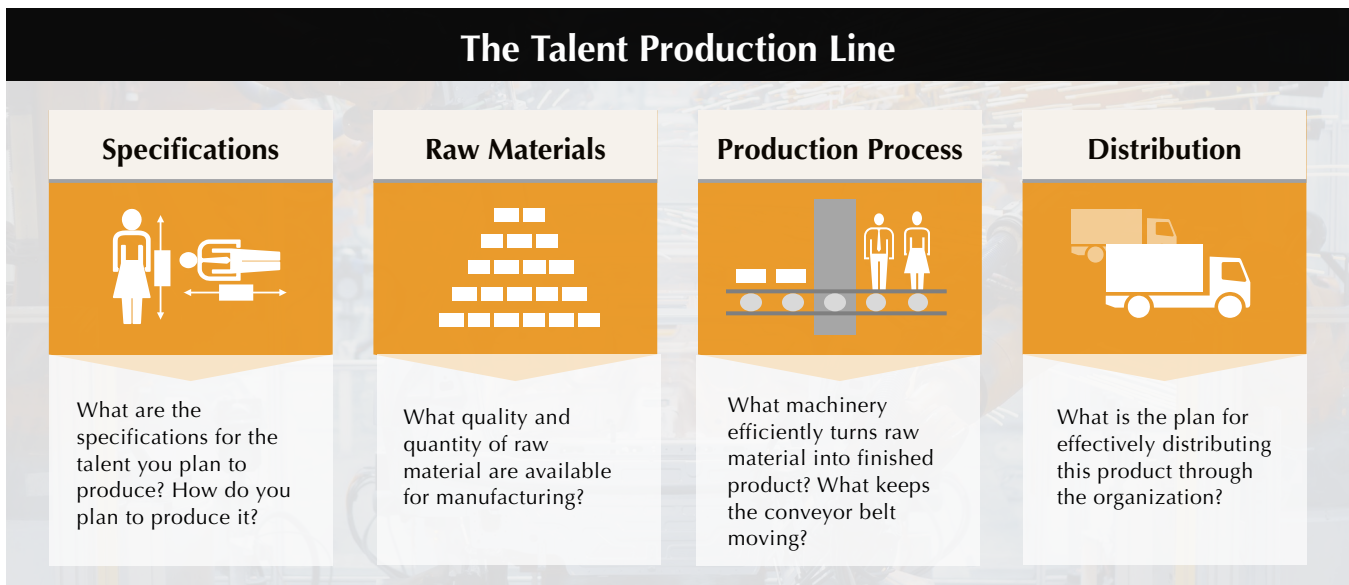 The Talent Production Line
Specifications
What are the
specifications for the
talent you plan to
produce? How do you
plan to produce it?
Raw Materials
What quality and
quantity of raw
material are available
for manufacturing?
Production Process
What machinery
efficiently turns raw
material into finished
product? What keeps
the conveyor belt
moving?
Distribution
What is the plan for
effectively distributing
this product through
the organization?